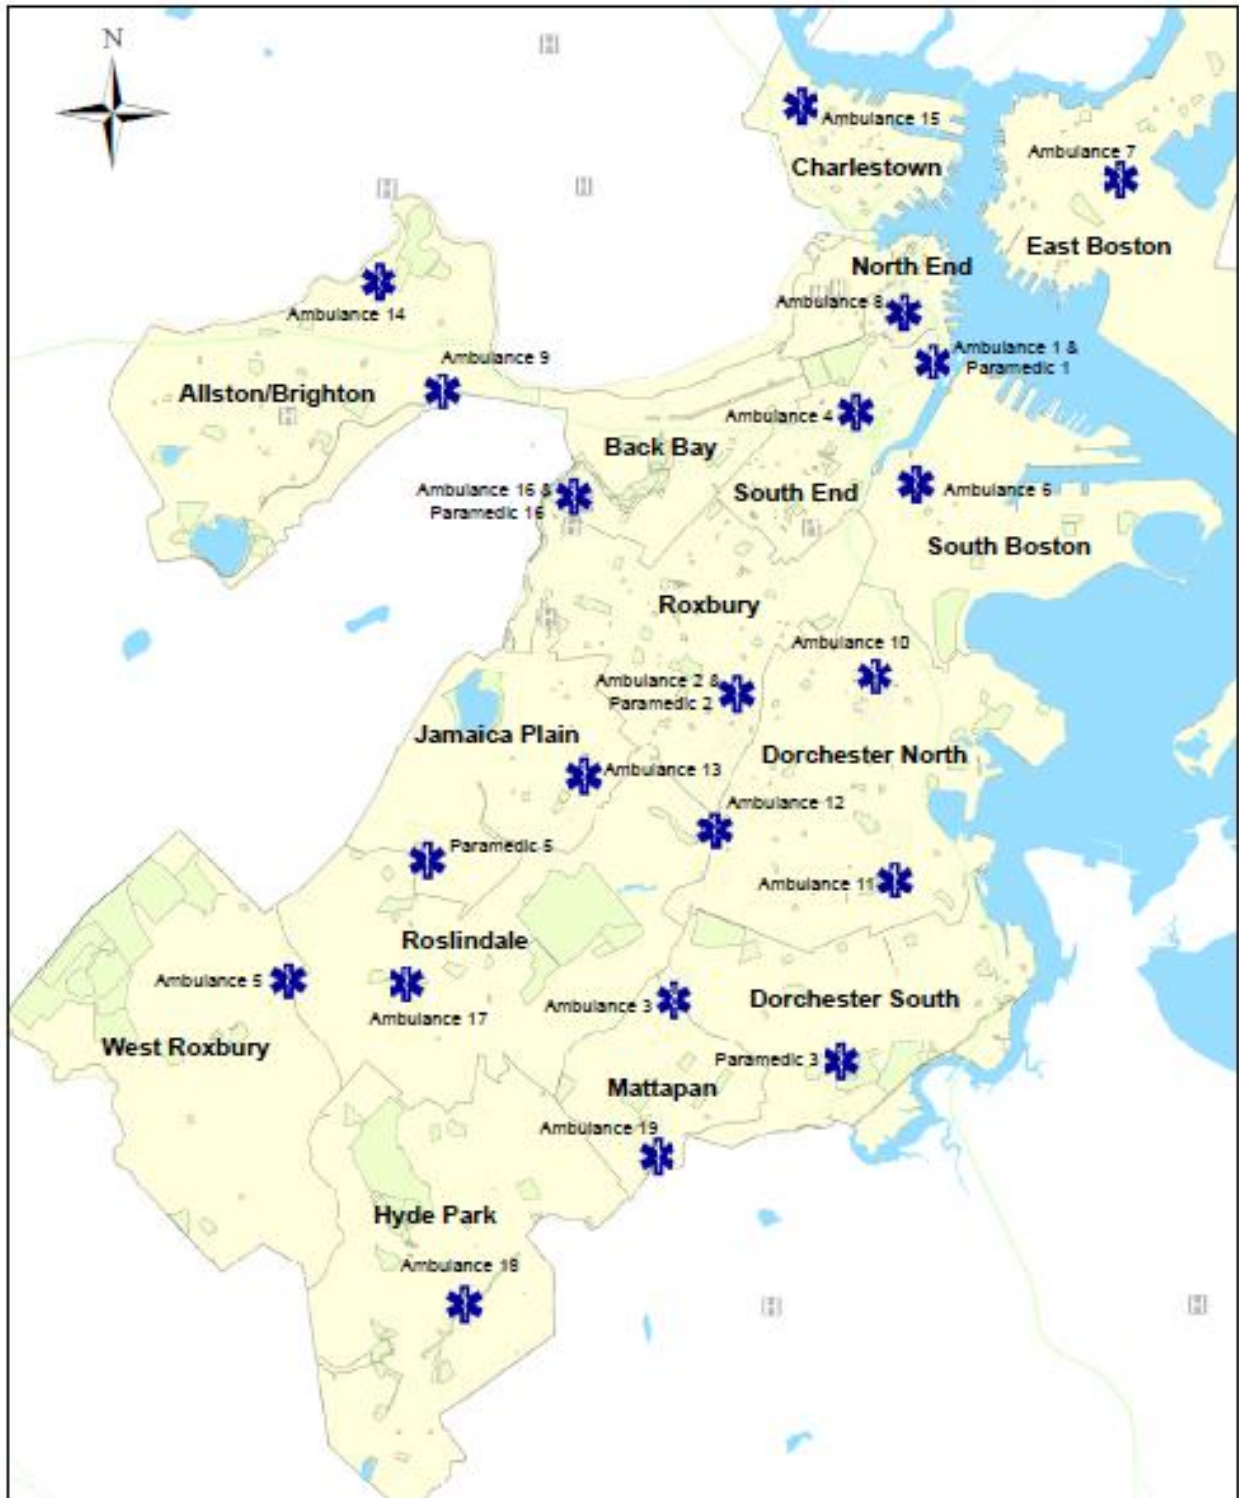 N
H
Ambulance 15
Ambulance 7
Charlestown
H
H
East Boston
North End
H
Ambulance 8
Ambulance 14
Ambulance 1 &
Paramedic 1
Ambulance 9
Allston/Brighton
H
Ambulance 4
Back Bay
Ambulance 16 &
Paramedic 16
South End
Ambulance 6
H
H
South Boston
Roxbury
H
Ambulance 10
Ambulance 2 &
Paramedic 2
Jamaica Plain
Dorchester North
Ambulance 13
Ambulance 12
Paramedic 5
Ambulance 11
Roslindale
Ambulance 5
Ambulance 17
Ambulance 3
Dorchester South
West Roxbury
Paramedic 3
Mattapan
Ambulance 19
Hyde Park
Ambulance 18
H
H